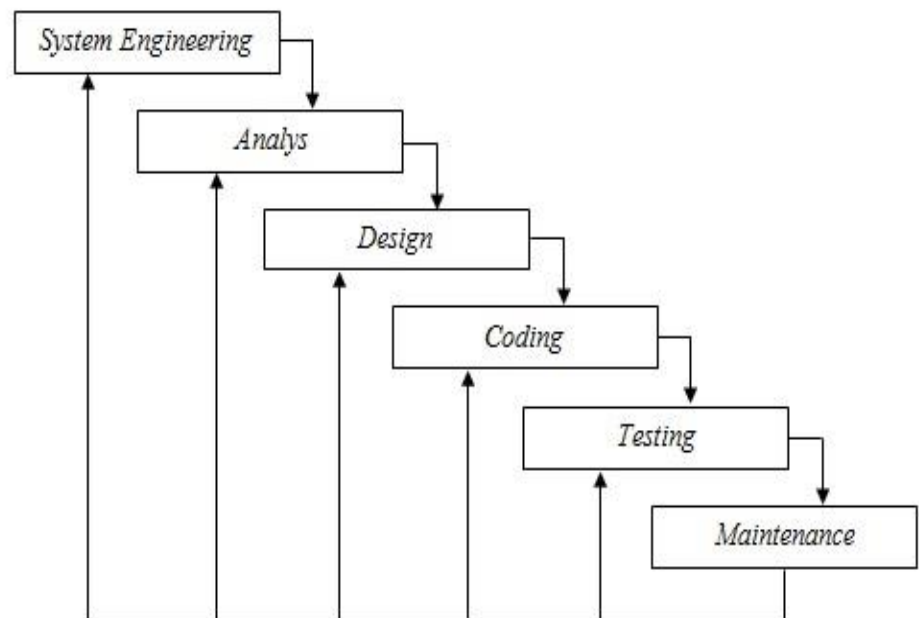 System Engineering
Analys
Design
Coding
Testing
Maintenance